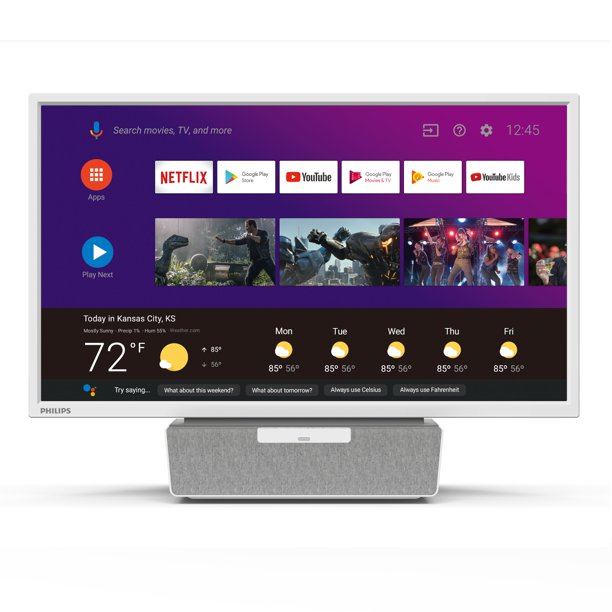 Search movies, TV, and more
12:45
NETFLIX
Google Play
Store
YouTube
Google Play
Movies & TV
Google Play
Music
YouTube Kids
Apps
Play Next
Today in Kansas City, KS
Mostly Sunny · Precip 1% · Hum 55% · Weather.com
72°F
↑ 85°
↓ 56°
Mon
85° 56°
Tue
85° 56°
Wed
85° 56°
Thu
85° 56°
Fri
85° 56°
Try saying...
What about this weekend?
What about tomorrow?
Always use Celsius
Always use Fahrenheit
PHILIPS